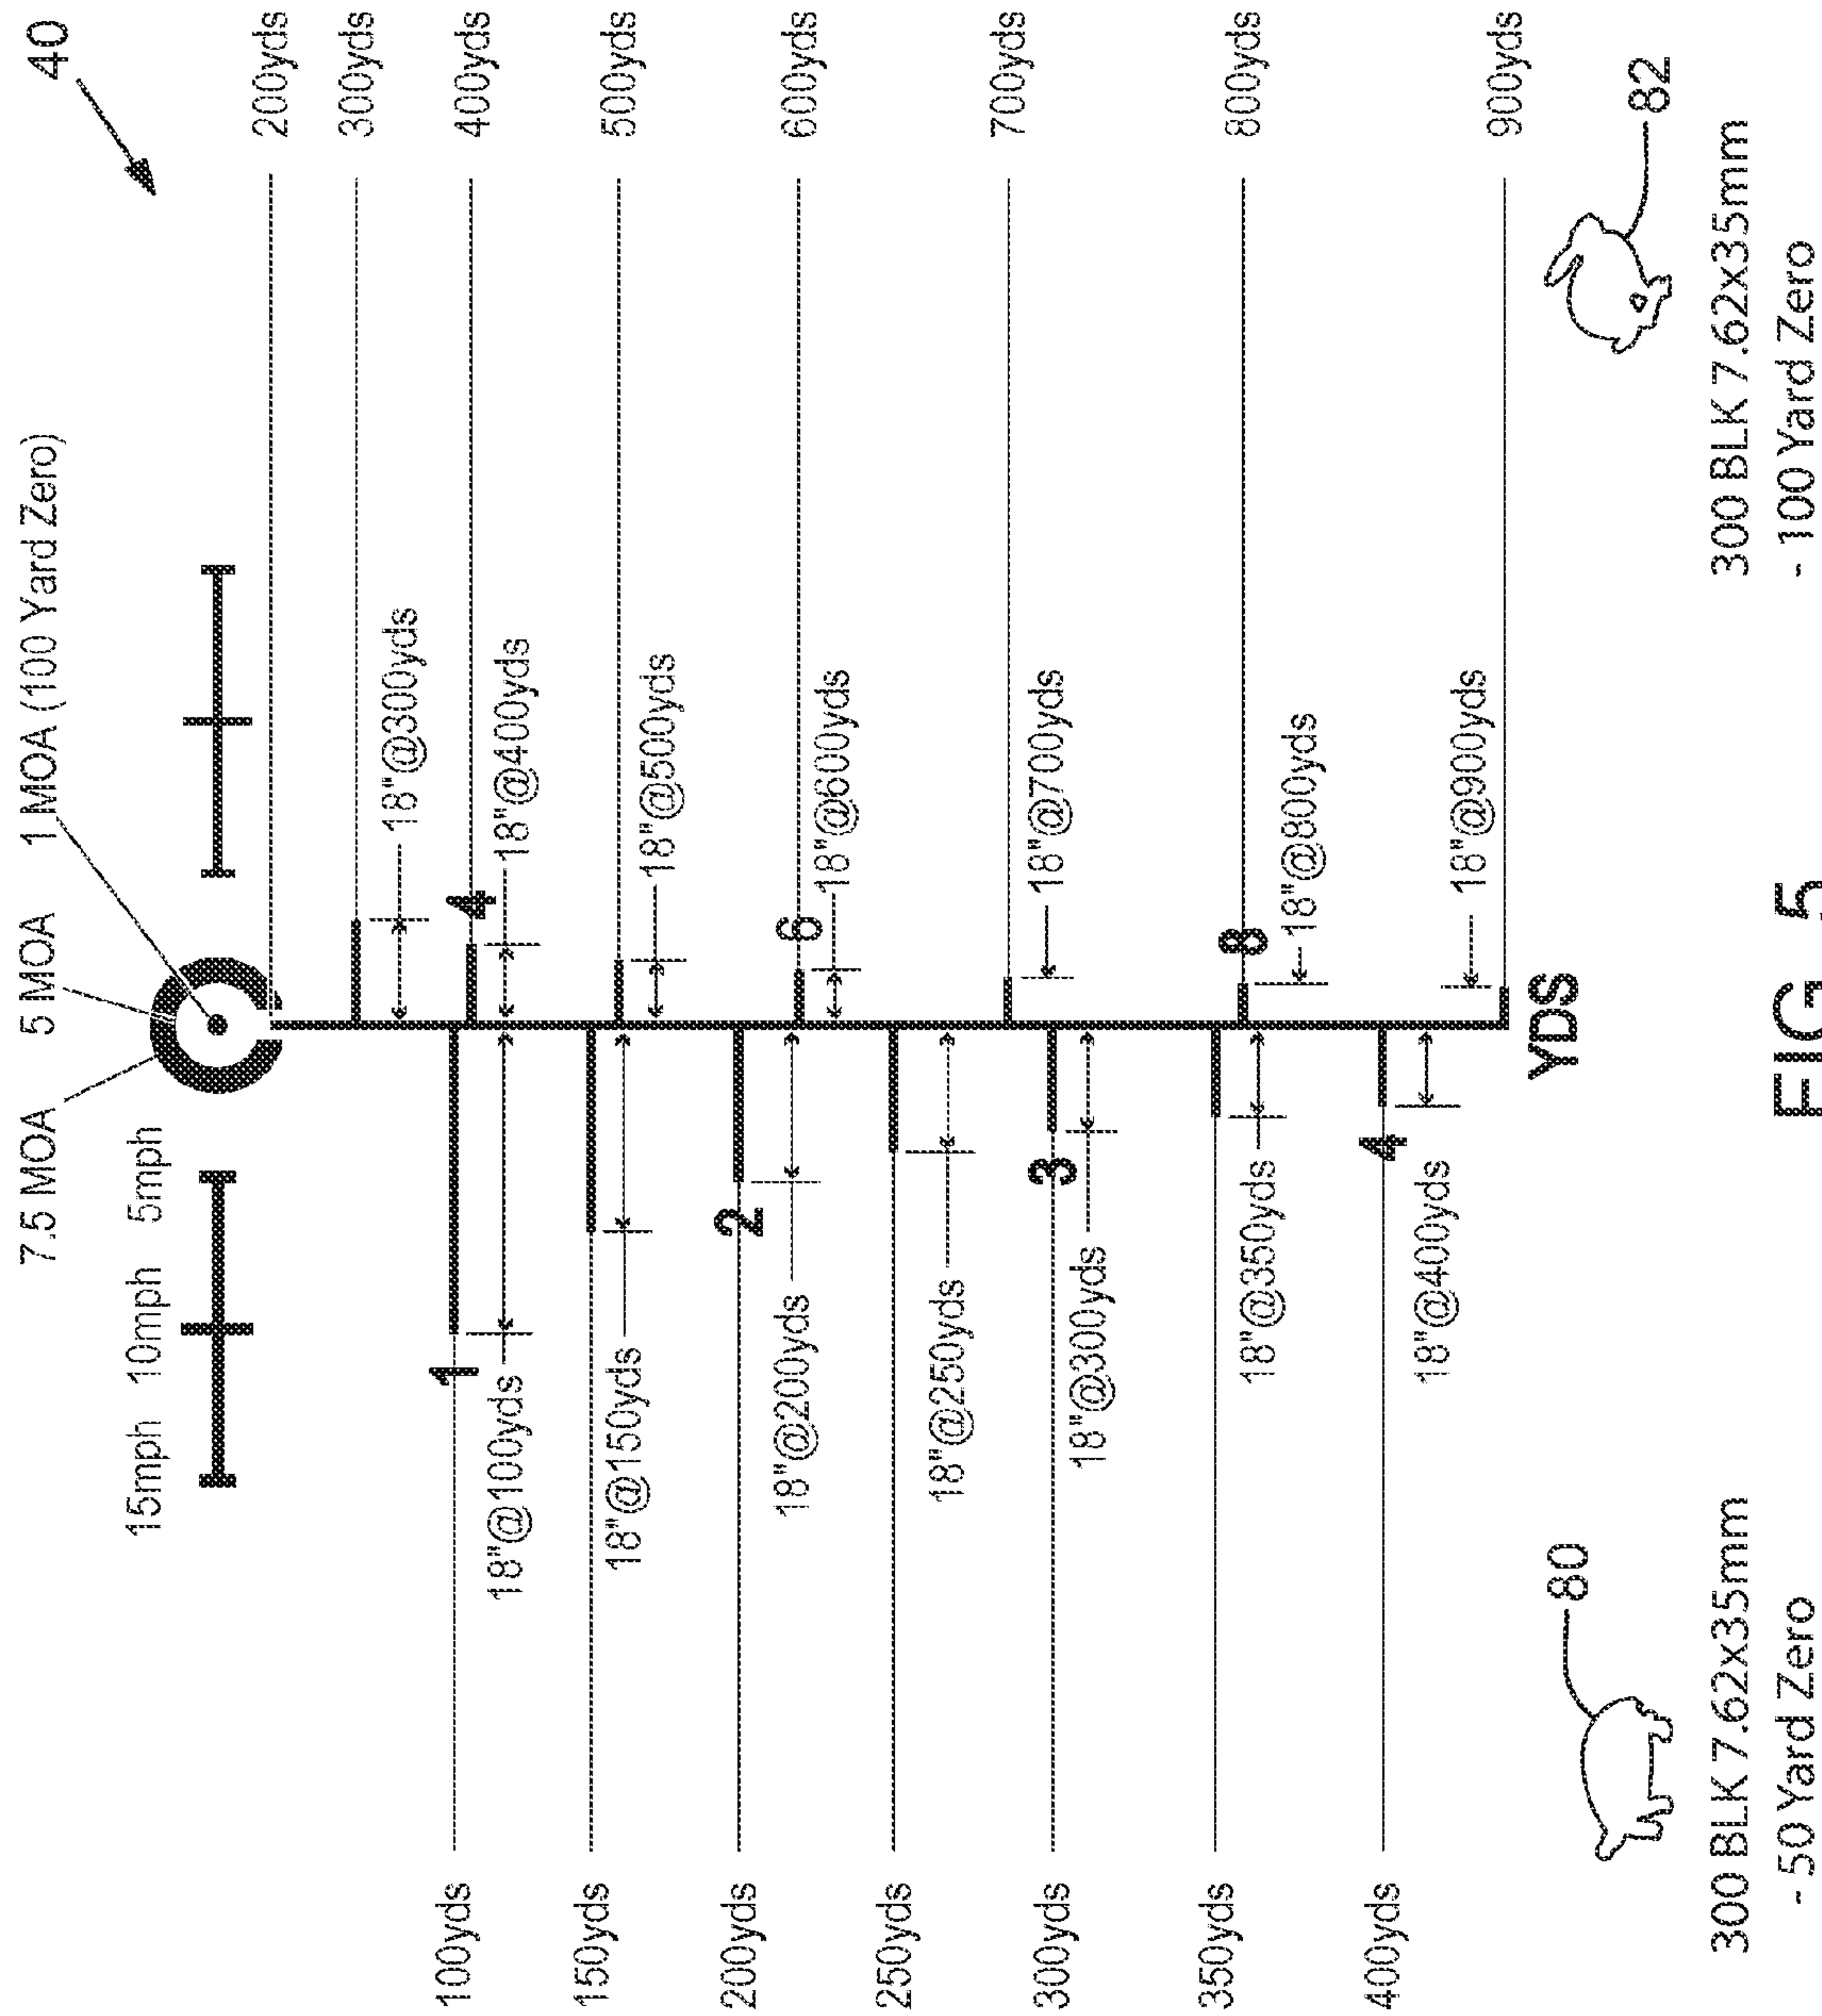 40
7.5 MOA
5 MOA
1 MOA (100 Yard Zero)
15mph
10mph
5mph
200yds
300yds
400yds
500yds
600yds
700yds
800yds
900yds
18"@300yds
4
18"@400yds
18"@500yds
6
18"@600yds
18"@700yds
8
18"@800yds
18"@900yds
100yds
150yds
200yds
250yds
300yds
350yds
400yds
1
18"@100yds
18"@150yds
2
18"@200yds
18"@250yds
3
18"@300yds
18"@350yds
4
18"@400yds
YDS
80
82
300 BLK 7.62x35mm
- 50 Yard Zero
300 BLK 7.62x35mm
- 100 Yard Zero
FIG. 5